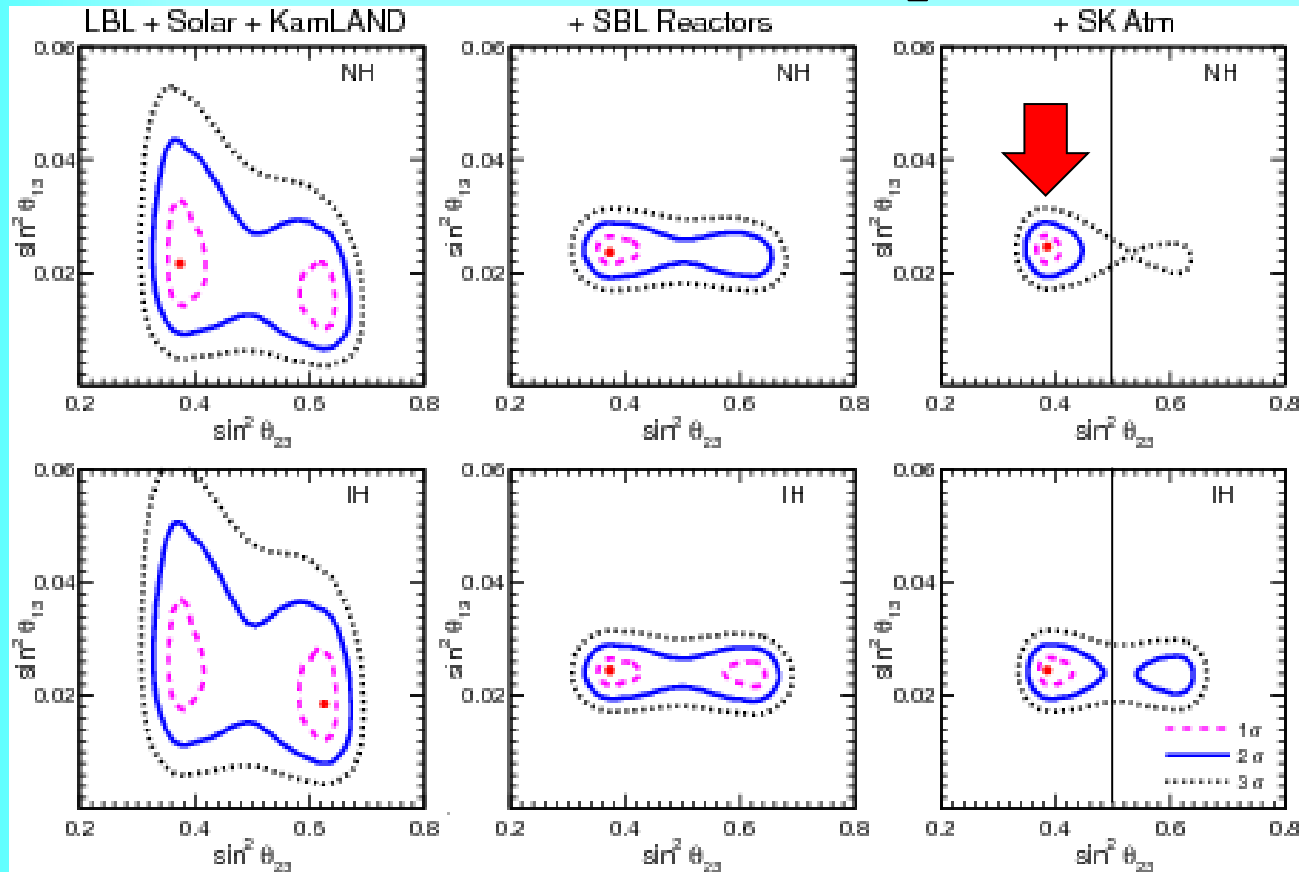 LBL + Solar + KamLAND
+ SBL Reactors
+ SK Atm
NH
NH
NH
0.06
0.04
0.02
sin² θ₁₃
0.06
0.04
0.02
sin² θ₁₃
0.06
0.04
0.02
sin² θ₁₃
0.2 0.4 0.6 0.8
sin² θ₂₃
0.2 0.4 0.6 0.8
sin² θ₂₃
0.2 0.4 0.6 0.8
sin² θ₂₃
IH
IH
IH
0.06
0.04
0.02
sin² θ₁₃
0.06
0.04
0.02
sin² θ₁₃
0.06
0.04
0.02
sin² θ₁₃
1σ
2σ
3σ
0.2 0.4 0.6 0.8
sin² θ₂₃
0.2 0.4 0.6 0.8
sin² θ₂₃
0.2 0.4 0.6 0.8
sin² θ₂₃